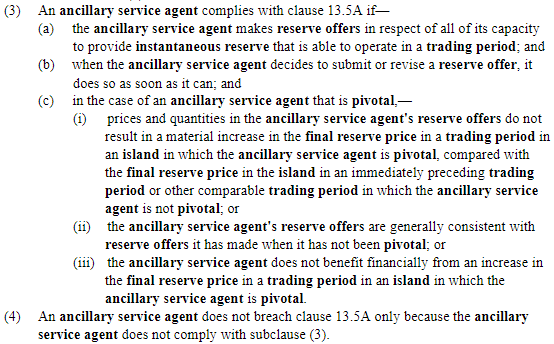 (3) An ancillary service agent complies with clause 13.5A if—
(a) the ancillary service agent makes reserve offers in respect of all of its capacity
to provide instantaneous reserve that is able to operate in a trading period; and
(b) when the ancillary service agent decides to submit or revise a reserve offer, it
does so as soon as it can; and
(c) in the case of an ancillary service agent that is pivotal,—
(i) prices and quantities in the ancillary service agent's reserve offers do not
result in a material increase in the final reserve price in a trading period in
an island in which the ancillary service agent is pivotal, compared with
the final reserve price in the island in an immediately preceding trading
period or other comparable trading period in which the ancillary service
agent is not pivotal; or
(ii) the ancillary service agent's reserve offers are generally consistent with
reserve offers it has made when it has not been pivotal; or
(iii) the ancillary service agent does not benefit financially from an increase in
the final reserve price in a trading period in an island in which the
ancillary service agent is pivotal.
(4) An ancillary service agent does not breach clause 13.5A only because the ancillary
service agent does not comply with subclause (3).